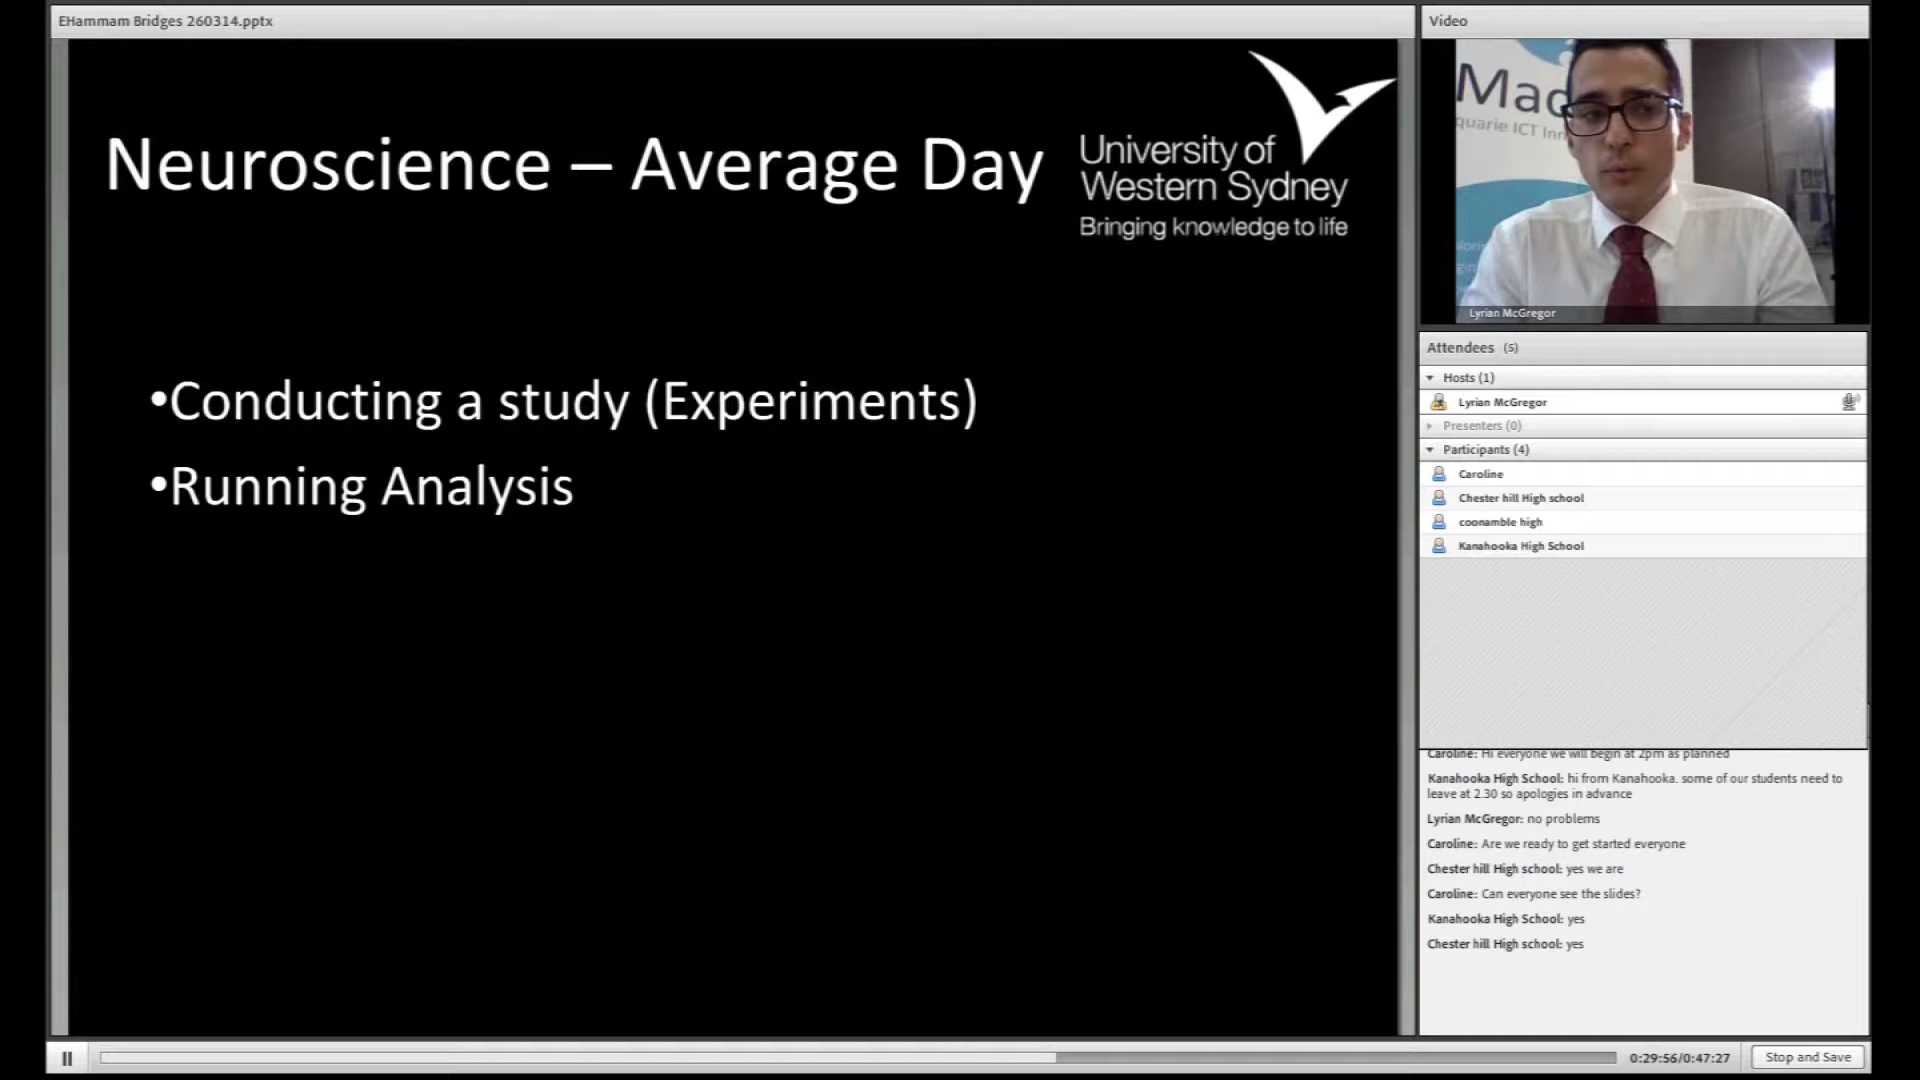 EHammam Bridges 260314.pptx
Neuroscience – Average Day
University of
Western Sydney
Bringing knowledge to life
•Conducting a study (Experiments)
•Running Analysis
Video
Mac
quarie ICT Inn
Lyrian McGregor
Attendees (5)
Hosts (1)
Lyrian McGregor
Presenters (0)
Participants (4)
Caroline
Chester hill High school
coonamble high
Kanahooka High School
Caroline: Hi everyone we will begin at 2pm as planned
Kanahooka High School: hi from Kanahooka. some of our students need to
leave at 2.30 so apologies in advance
Lyrian McGregor: no problems
Caroline: Are we ready to get started everyone
Chester hill High school: yes we are
Caroline: Can everyone see the slides?
Kanahooka High School: yes
Chester hill High school: yes
0:29:56/0:47:27
Stop and Save